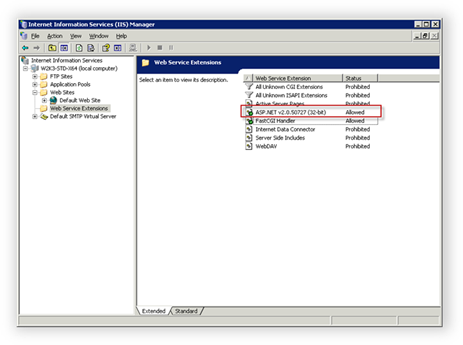 Internet Information Services (IIS) Manager
File Action View Window Help
Internet Information Services
W2K3-STD-X64 (local computer)
FTP Sites
Application Pools
Web Sites
Default Web Site
Web Service Extensions
Default SMTP Virtual Server
Web Service Extensions
Select an item to view its description.
Web Service Extension Status
All Unknown CGI Extensions Prohibited
All Unknown ISAPI Extensions Prohibited
Active Server Pages Prohibited
ASP.NET v2.0.50727 (32-bit) Allowed
FastCGI Handler Allowed
Internet Data Connector Prohibited
Server Side Includes Prohibited
WebDAV Prohibited
Extended Standard